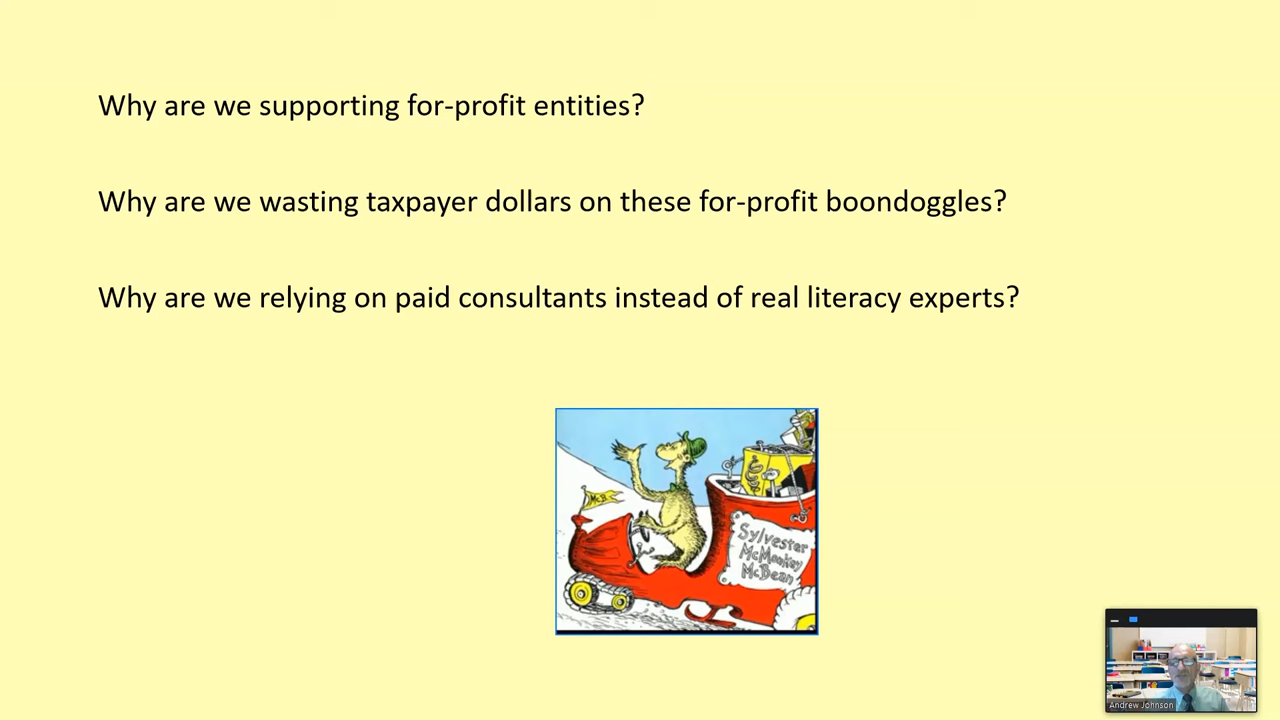 Why are we supporting for-profit entities?
Why are we wasting taxpayer dollars on these for-profit boondoggles?
Why are we relying on paid consultants instead of real literacy experts?
McB
Sylvester
McMonkey
McBean
Andrew Johnson